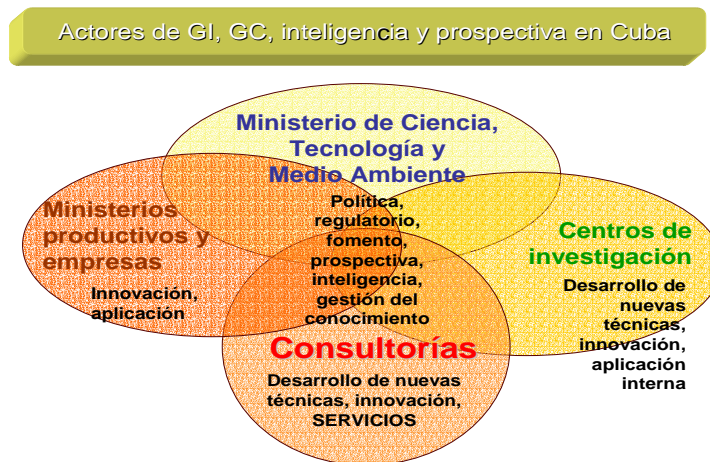 Actores de GI, GC, inteligencia y prospectiva en Cuba
Ministerio de Ciencia,
Tecnología y
Medio Ambiente
Política,
regulatorio,
fomento,
prospectiva,
inteligencia,
gestión del
conocimiento
Ministerios
productivos y
empresas
Innovación,
aplicación
Centros de
investigación
Desarrollo de
nuevas
técnicas,
innovación,
aplicación
interna
Consultorías
Desarrollo de nuevas
técnicas, innovación,
SERVICIOS